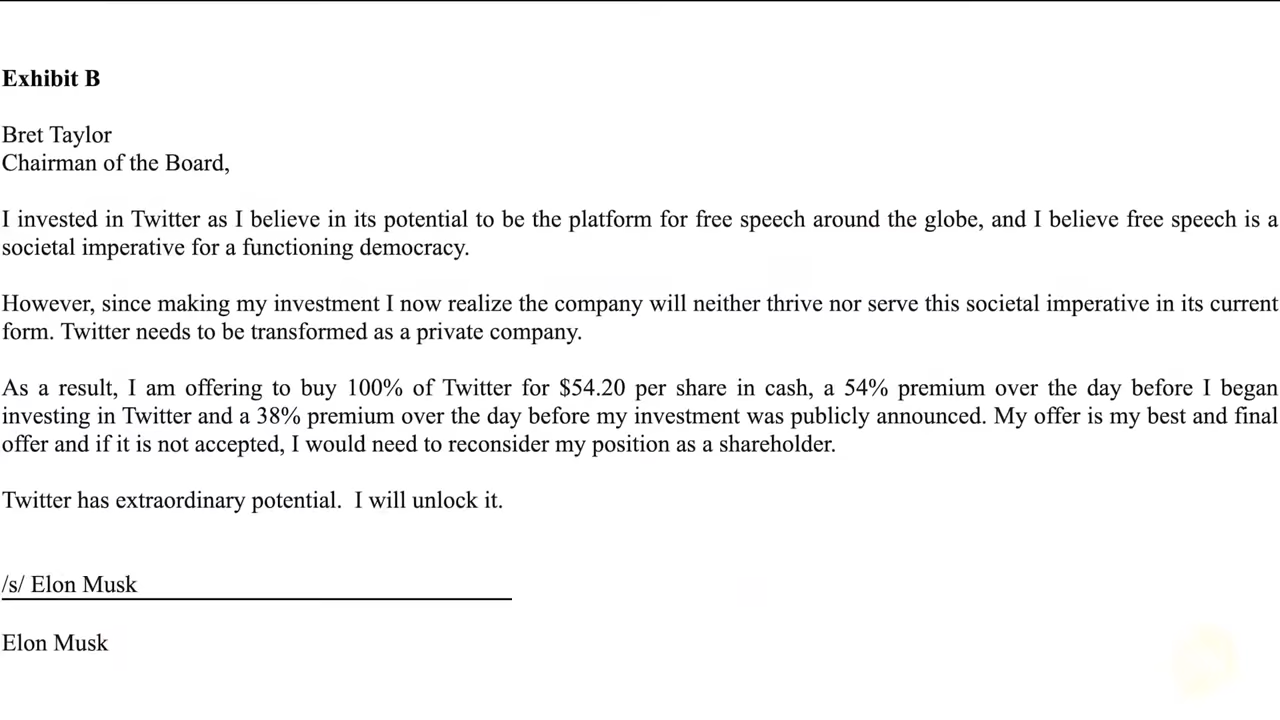 Exhibit B
Bret Taylor
Chairman of the Board,
I invested in Twitter as I believe in its potential to be the platform for free speech around the globe, and I believe free speech is a
societal imperative for a functioning democracy.
However, since making my investment I now realize the company will neither thrive nor serve this societal imperative in its current
form. Twitter needs to be transformed as a private company.
As a result, I am offering to buy 100% of Twitter for $54.20 per share in cash, a 54% premium over the day before I began
investing in Twitter and a 38% premium over the day before my investment was publicly announced. My offer is my best and final
offer and if it is not accepted, I would need to reconsider my position as a shareholder.
Twitter has extraordinary potential.  I will unlock it.
/s/ Elon Musk
Elon Musk